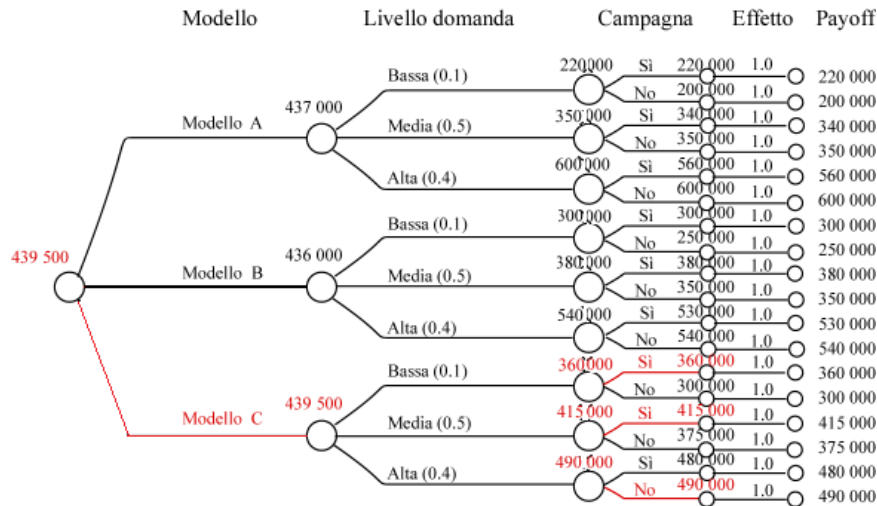 Modello Livello domanda Campagna Effetto Payoff
Bassa (0.1) 220 000 Sì 220 000 1.0 220 000
No 200 000 1.0 200 000
437 000
Modello A Media (0.5) 350 000 Sì 340 000 1.0 340 000
No 350 000 1.0 350 000
Alta (0.4) 600 000 Sì 560 000 1.0 560 000
No 600 000 1.0 600 000
Bassa (0.1) 300 000 Sì 300 000 1.0 300 000
No 250 000 1.0 250 000
439 500 436 000
Modello B Media (0.5) 380 000 Sì 380 000 1.0 380 000
No 350 000 1.0 350 000
Alta (0.4) 540 000 Sì 530 000 1.0 530 000
No 540 000 1.0 540 000
Bassa (0.1) 360 000 Sì 360 000 1.0 360 000
No 300 000 1.0 300 000
439 500
Modello C Media (0.5) 415 000 Sì 415 000 1.0 415 000
No 375 000 1.0 375 000
Alta (0.4) 490 000 Sì 480 000 1.0 480 000
No 490 000 1.0 490 000